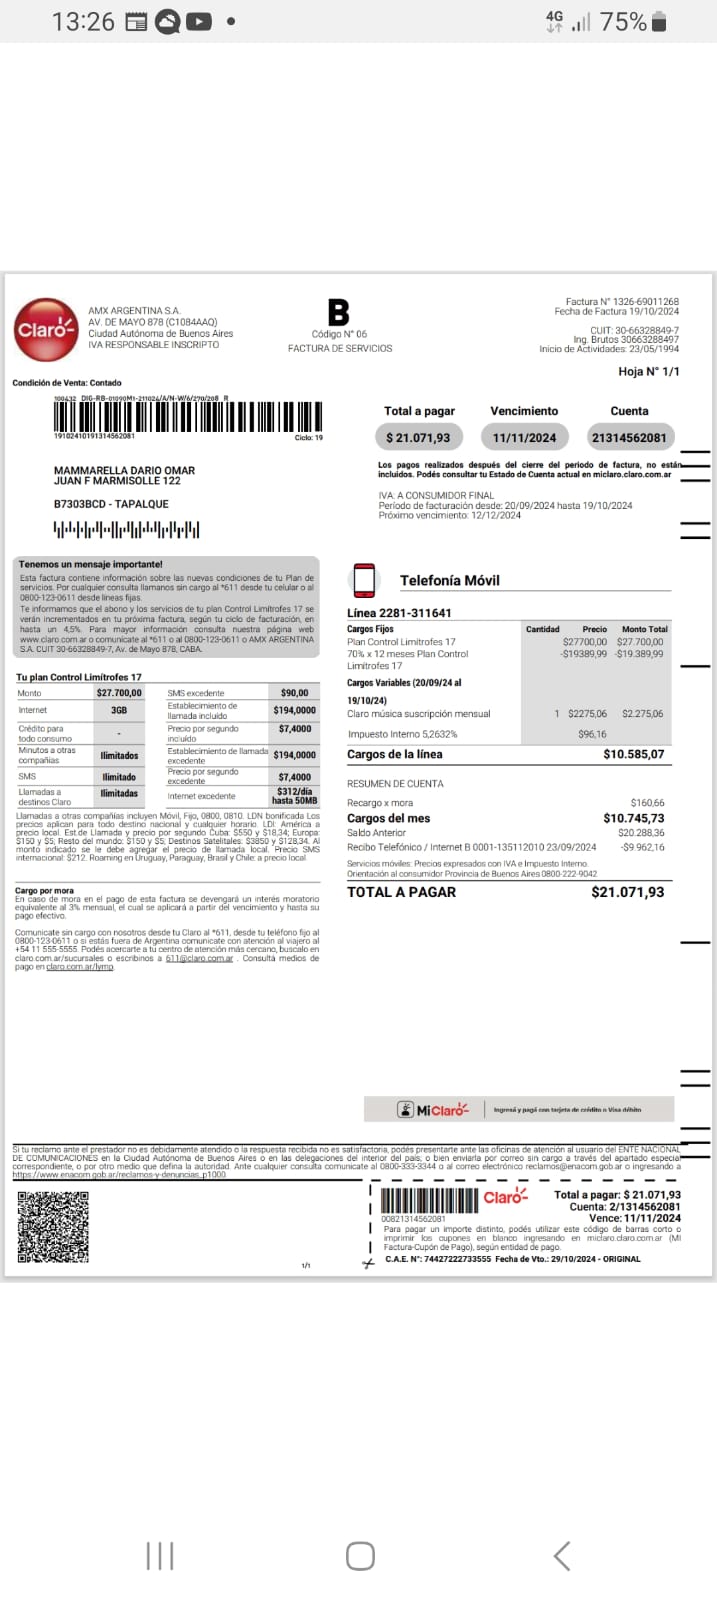 13:26
4G
75%
Claro
AMX ARGENTINA S.A.
AV. DE MAYO 878 (C1084AAQ)
Ciudad Autónoma de Buenos Aires
IVA RESPONSABLE INSCRIPTO
B
Código N° 06
FACTURA DE SERVICIOS
Factura N° 1326-69011268
Fecha de Factura 19/10/2024
CUIT: 30-66328849-7
Ing. Brutos 30663288497
Inicio de Actividades: 23/05/1994
Hoja N° 1/1
Condición de Venta: Contado
100432 DIG-RB-01090M1-211024/A/N-W/6/270/208 R
19102410191314562081
Ciclo: 19
Total a pagar Vencimiento Cuenta
$ 21.071,93 11/11/2024 21314562081
MAMMARELLA DARIO OMAR
JUAN F MARMISOLLE 122
B7303BCD - TAPALQUE
Los pagos realizados después del cierre del periodo de factura, no están
incluidos. Podés consultar tu Estado de Cuenta actual en miclaro.claro.com.ar
IVA: A CONSUMIDOR FINAL
Período de facturación desde: 20/09/2024 hasta 19/10/2024
Próximo vencimiento: 12/12/2024
Tenemos un mensaje importante!
Esta factura contiene información sobre las nuevas condiciones de tu Plan de
servicios. Por cualquier consulta llamanos sin cargo al *611 desde tu celular o al
0800-123-0611 desde líneas fijas.
Te informamos que el abono y los servicios de tu plan Control Limítrofes 17 se
verán incrementados en tu próxima factura, según tu ciclo de facturación, en
hasta un 4,5%. Para mayor información consulta nuestra página web
www.claro.com.ar o comunicate al *611 o al 0800-123-0611 o AMX ARGENTINA
S.A. CUIT 30-66328849-7, Av. de Mayo 878, CABA.
Tu plan Control Limítrofes 17
Monto $27.700,00 SMS excedente $90,00
Internet 3GB Establecimiento de llamada incluido $194,0000
Crédito para todo consumo - Precio por segundo incluido $7,4000
Minutos a otras compañías Ilimitados Establecimiento de llamada excedente $194,0000
SMS Ilimitado Precio por segundo excedente $7,4000
Llamadas a destinos Claro Ilimitadas Internet excedente $312/día hasta 50MB
Llamadas a otras compañías incluyen Móvil, Fijo, 0800, 0810. LDN Bonificada Los
precios aplican para todo destino nacional y cualquier horario. LDI: América a
precio local. Est.de Llamada y precio por segundo Cuba: $550 y $18,34; Europa:
$150 y $5; Resto del mundo: $150 y $5; Destinos Satelitales: $3850 y $128,34. Al
monto indicado se le debe agregar el precio de llamada local. Precio SMS
internacional: $212. Roaming en Uruguay, Paraguay, Brasil y Chile: a precio local.
Cargo por mora
En caso de mora en el pago de esta factura se devengará un interés moratorio
equivalente al 3% mensual, el cual se aplicará a partir del vencimiento y hasta su
pago efectivo.
Comunicate sin cargo con nosotros desde tu Claro al *611, desde tu teléfono fijo al
0800-123-0611 o si estás fuera de Argentina comunicate con atención al viajero al
+54 11 555-5555. Podés acercarte a tu centro de atención más cercano, buscalo en
claro.com.ar/sucursales o escribinos a 611@claro.com.ar . Consultá medios de
pago en claro.com.ar/lymp.
Telefonía Móvil
Línea 2281-311641
Cargos Fijos Cantidad Precio Monto Total
Plan Control Limitrofes 17 $27700,00 $27.700,00
70% x 12 meses Plan Control -$19389,99 -$19.389,99
Limitrofes 17
Cargos Variables (20/09/24 al
19/10/24)
Claro música suscripción mensual 1 $2275,06 $2.275,06
Impuesto Interno 5,2632% $96,16
Cargos de la línea $10.585,07
RESUMEN DE CUENTA
Recargo x mora $160,66
Cargos del mes $10.745,73
Saldo Anterior $20.288,36
Recibo Telefónico / Internet B 0001-135112010 23/09/2024 -$9.962,16
Servicios móviles: Precios expresados con IVA e Impuesto Interno.
Orientación al consumidor Provincia de Buenos Aires 0800-222-9042
TOTAL A PAGAR $21.071,93
MiClaro
Ingresá y pagá con tarjeta de crédito o Visa débito
Si tu reclamo ante el prestador no es debidamente atendido o la respuesta recibida no es satisfactoria, podés presentarte ante las oficinas de atención al usuario del ENTE NACIONAL
DE COMUNICACIONES en la Ciudad Autónoma de Buenos Aires o en las delegaciones del interior del país; o bien enviarla por correo sin cargo a través del apartado especial
correspondiente, o por otro medio que defina la autoridad. Ante cualquier consulta comunicate al 0800-333-3344 o al correo electrónico reclamos@enacom.gob.ar o ingresando a
https://www.enacom.gob.ar/reclamos-y-denuncias_p1000
00821314562081
Claro
Total a pagar: $ 21.071,93
Cuenta: 2/1314562081
Vence: 11/11/2024
Para pagar un importe distinto, podés utilizar este código de barras corto o
imprimir los cupones en blanco ingresando en miclaro.claro.com.ar (MI
Factura-Cupón de Pago), según entidad de pago.
C.A.E. N°: 74427222733555 Fecha de Vto.: 29/10/2024 - ORIGINAL
1/1